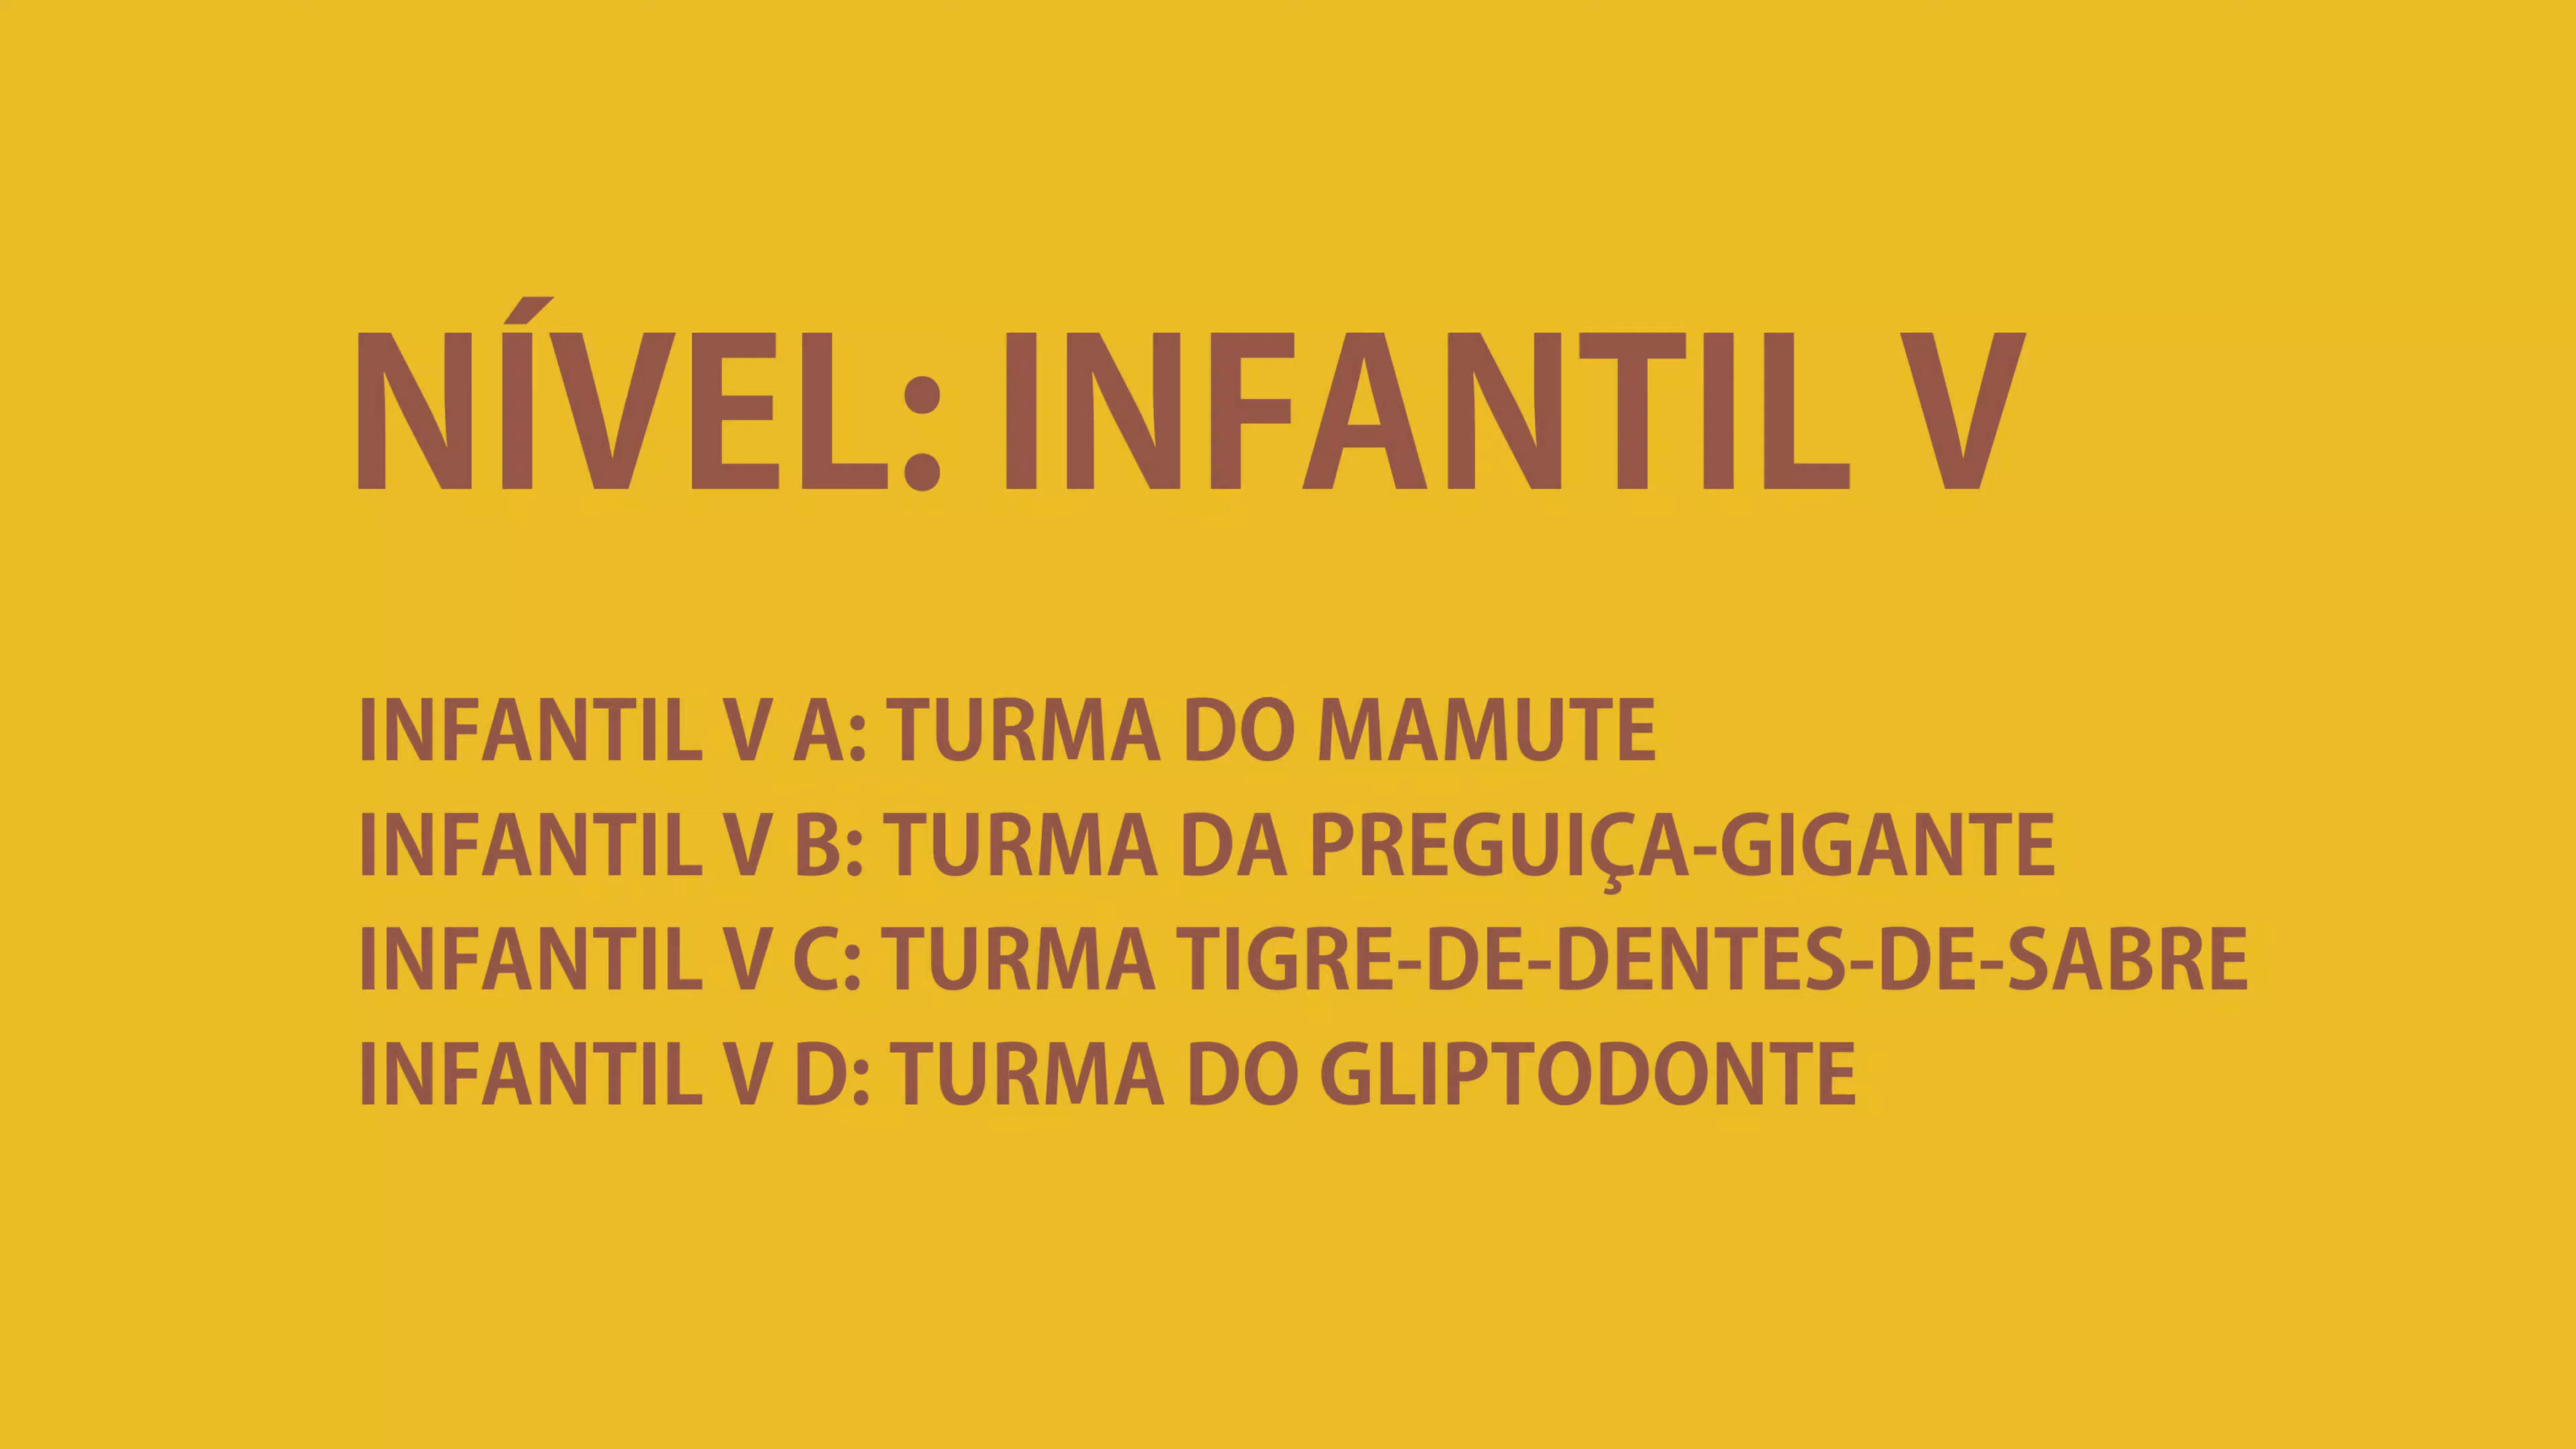 NÍVEL: INFANTIL V
INFANTIL V A: TURMA DO MAMUTE
INFANTIL V B: TURMA DA PREGUIÇA-GIGANTE
INFANTIL V C: TURMA TIGRE-DE-DENTES-DE-SABRE
INFANTIL V D: TURMA DO GLIPTODONTE